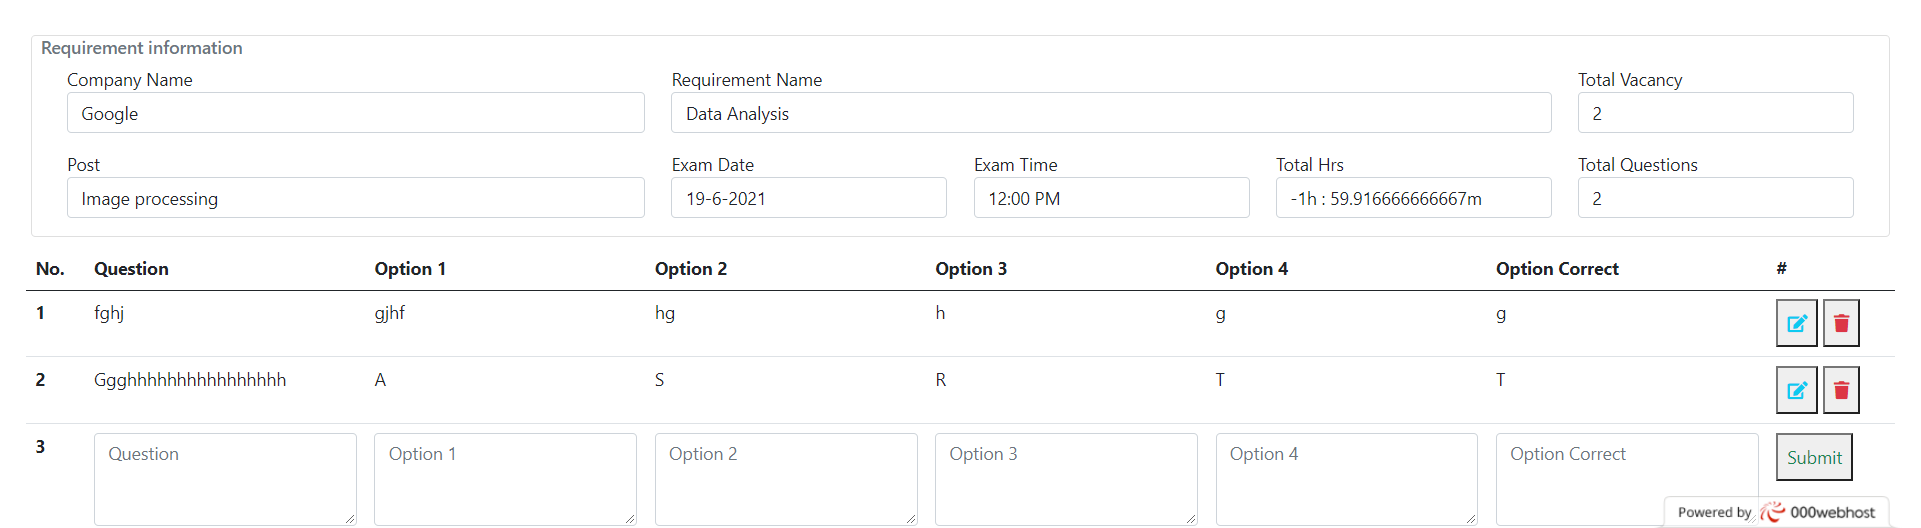 Requirement information
Company Name Requirement Name Total Vacancy
Google Data Analysis 2
Post Exam Date Exam Time Total Hrs Total Questions
Image processing 19-6-2021 12:00 PM -1h : 59.916666666667m 2
No. Question Option 1 Option 2 Option 3 Option 4 Option Correct #
1 fghj gjhf hg h g g
2 Ggghhhhhhhhhhhhhhhh A S R T T
3 Question Option 1 Option 2 Option 3 Option 4 Option Correct Submit
Powered by 000webhost